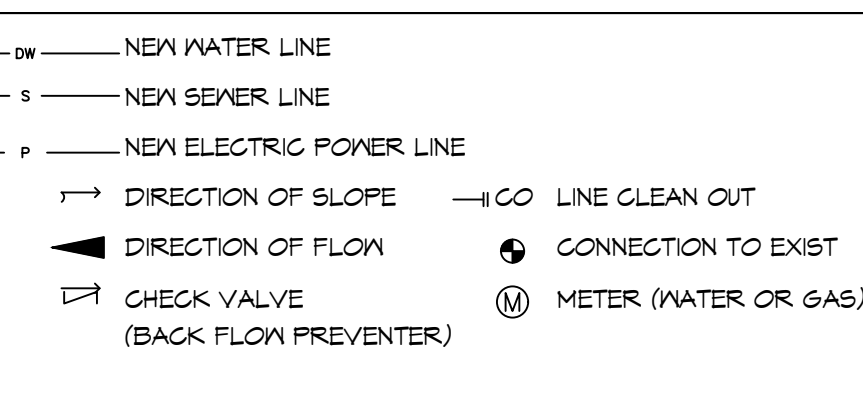 DW NEW WATER LINE
S NEW SEWER LINE
P NEW ELECTRIC POWER LINE
DIRECTION OF SLOPE CO LINE CLEAN OUT
DIRECTION OF FLOW CONNECTION TO EXIST
CHECK VALVE M METER (WATER OR GAS)
(BACK FLOW PREVENTER)